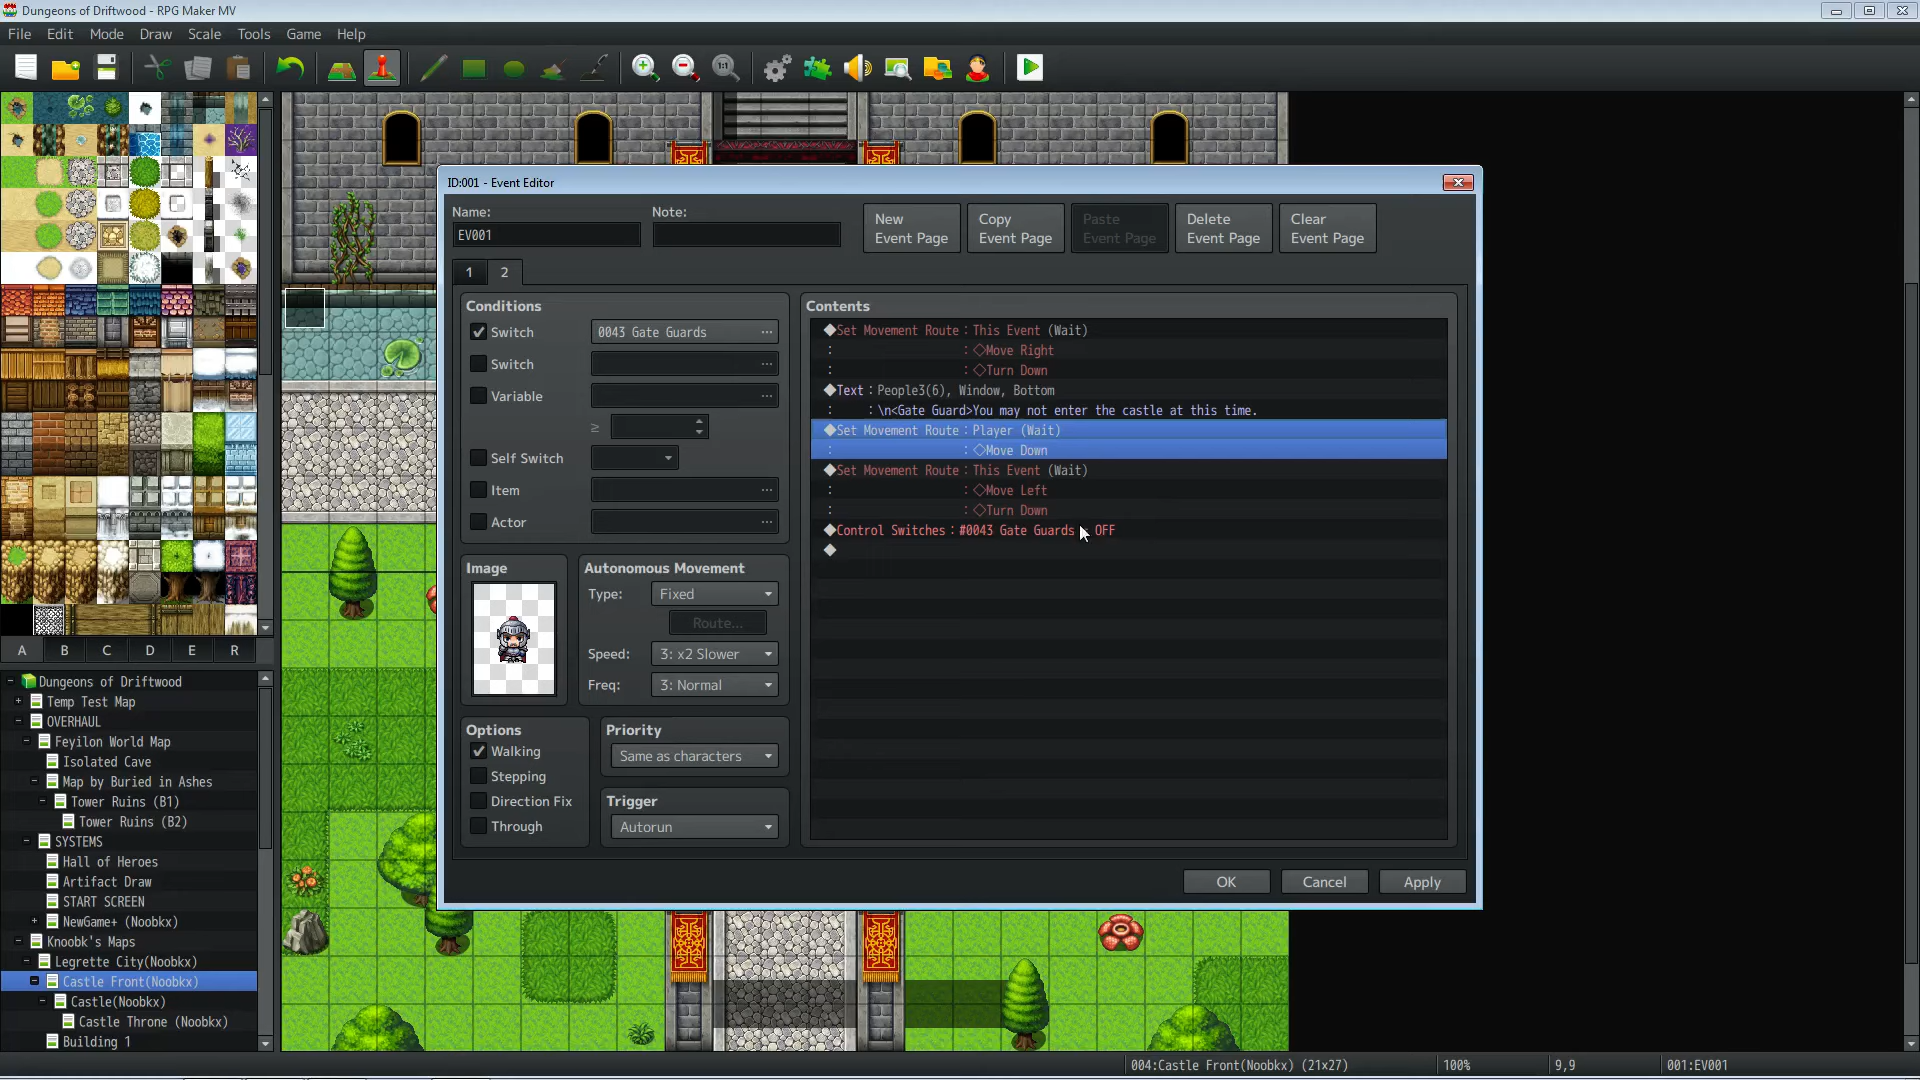 Dungeons of Driftwood - RPG Maker MV
File Edit Mode Draw Scale Tools Game Help
1:1
ID:001 - Event Editor
Name: Note:
EV001
New Event Page
Copy Event Page
Paste Event Page
Delete Event Page
Clear Event Page
1 2
Conditions
Switch 0043 Gate Guards ...
Switch ...
Variable ...
≥
Self Switch
Item ...
Actor ...
Image
Autonomous Movement
Type: Fixed
Route...
Speed: 3: x2 Slower
Freq: 3: Normal
Options
Walking
Stepping
Direction Fix
Through
Priority
Same as characters
Trigger
Autorun
Contents
◆Set Movement Route：This Event (Wait)
：　：◇Move Right
：　：◇Turn Down
◆Text：People3(6), Window, Bottom
：　：\n<Gate Guard>You may not enter the castle at this time.
◆Set Movement Route：Player (Wait)
：　：◇Move Down
◆Set Movement Route：This Event (Wait)
：　：◇Move Left
：　：◇Turn Down
◆Control Switches：#0043 Gate Guards OFF
◆
OK Cancel Apply
A B C D E R
Dungeons of Driftwood
Temp Test Map
OVERHAUL
Feyilon World Map
Isolated Cave
Map by Buried in Ashes
Tower Ruins (B1)
Tower Ruins (B2)
SYSTEMS
Hall of Heroes
Artifact Draw
START SCREEN
NewGame+ (Noobkx)
Knoobk's Maps
Legrette City(Noobkx)
Castle Front(Noobkx)
Castle(Noobkx)
Castle Throne (Noobkx)
Building 1
004:Castle Front(Noobkx) (21x27) 100% 9,9 001:EV001